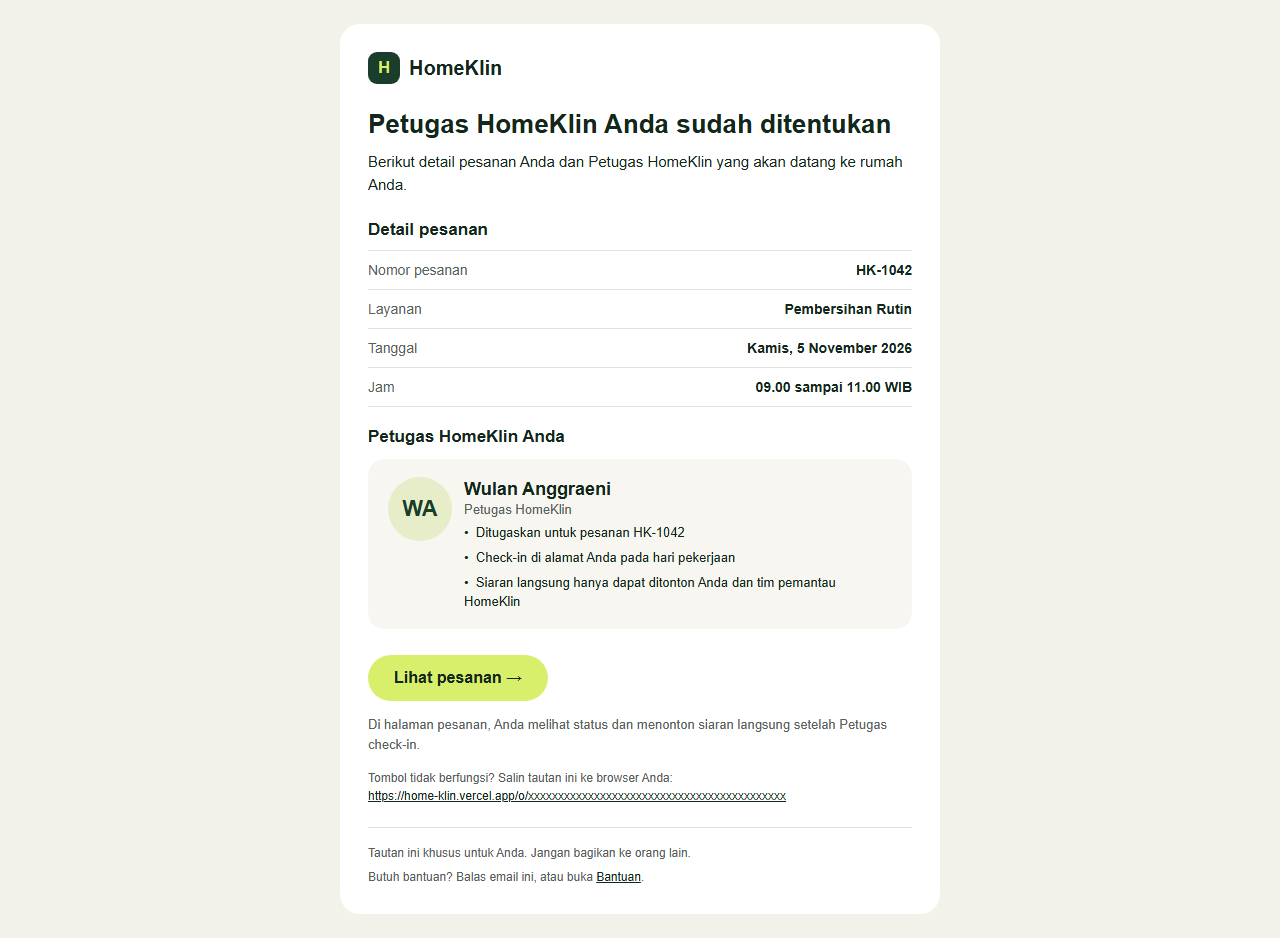 H HomeKlin
Petugas HomeKlin Anda sudah ditentukan
Berikut detail pesanan Anda dan Petugas HomeKlin yang akan datang ke rumah
Anda.
Detail pesanan
Nomor pesanan HK-1042
Layanan Pembersihan Rutin
Tanggal Kamis, 5 November 2026
Jam 09.00 sampai 11.00 WIB
Petugas HomeKlin Anda
WA
Wulan Anggraeni
Petugas HomeKlin
• Ditugaskan untuk pesanan HK-1042
• Check-in di alamat Anda pada hari pekerjaan
• Siaran langsung hanya dapat ditonton Anda dan tim pemantau
HomeKlin
Lihat pesanan →
Di halaman pesanan, Anda melihat status dan menonton siaran langsung setelah Petugas
check-in.
Tombol tidak berfungsi? Salin tautan ini ke browser Anda:
https://home-klin.vercel.app/o/xxxxxxxxxxxxxxxxxxxxxxxxxxxxxxxxxxxxxxxxxxx
Tautan ini khusus untuk Anda. Jangan bagikan ke orang lain.
Butuh bantuan? Balas email ini, atau buka Bantuan.